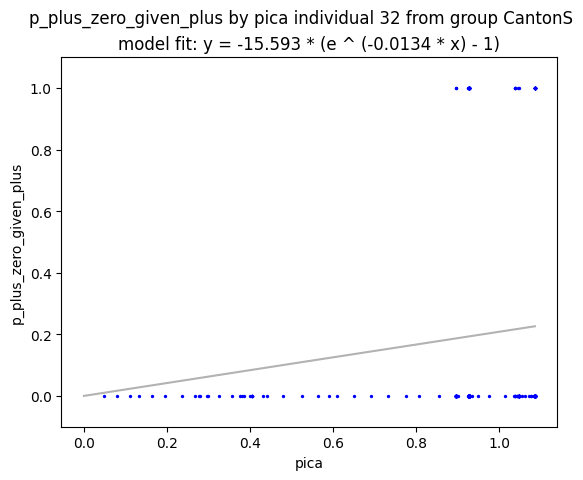 p_plus_zero_given_plus by pica individual 32 from group CantonS
model fit: y = -15.593 * (e ^ (-0.0134 * x) - 1)
p_plus_zero_given_plus
1.0
0.8
0.6
0.4
0.2
0.0
0.0 0.2 0.4 0.6 0.8 1.0
pica